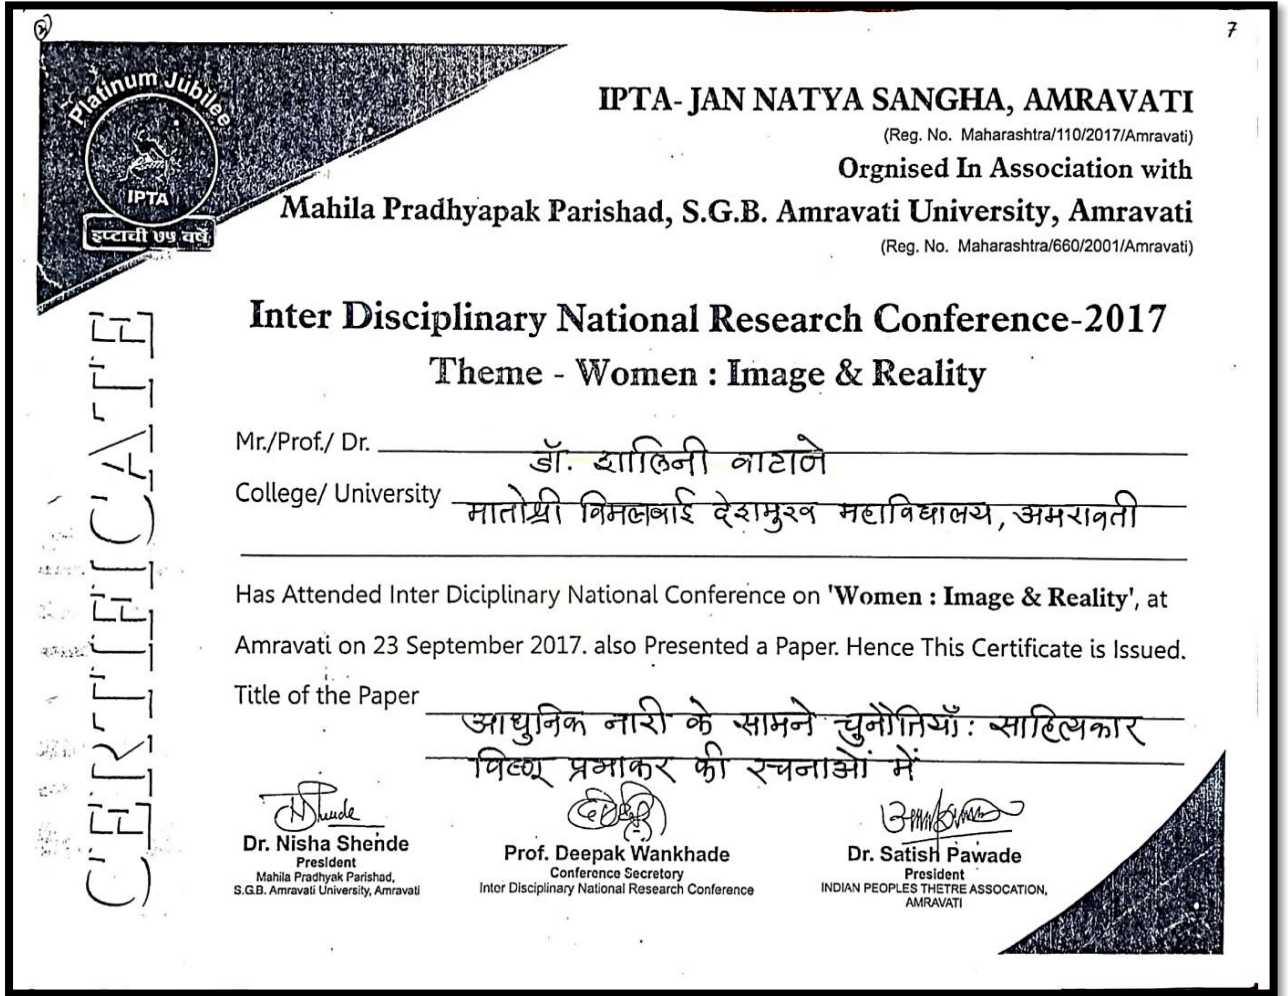 7
Platinum Jubilee
IPTA
इप्टाची ७५ वर्षे
IPTA- JAN NATYA SANGHA, AMRAVATI
(Reg. No. Maharashtra/110/2017/Amravati)
Orgnised In Association with
Mahila Pradhyapak Parishad, S.G.B. Amravati University, Amravati
(Reg. No. Maharashtra/660/2001/Amravati)
CERTIFICATE
Inter Disciplinary National Research Conference-2017
Theme - Women : Image & Reality
Mr./Prof./ Dr. डॉ. शालिनी वाटाणे
College/ University मातोश्री विमलबाई देशमुख महाविद्यालय, अमरावती
Has Attended Inter Diciplinary National Conference on 'Women : Image & Reality', at
Amravati on 23 September 2017. also Presented a Paper. Hence This Certificate is Issued.
Title of the Paper आधुनिक नारी के सामने चुनौतियाँ: साहित्यकार
विष्णू प्रभाकर की रचनाओं में
Dr. Nisha Shende
President
Mahila Pradhyak Parishad,
S.G.B. Amravati University, Amravati
Prof. Deepak Wankhade
Conference Secretary
Inter Disciplinary National Research Conference
Dr. Satish Pawade
President
INDIAN PEOPLES THETRE ASSOCATION,
AMRAVATI